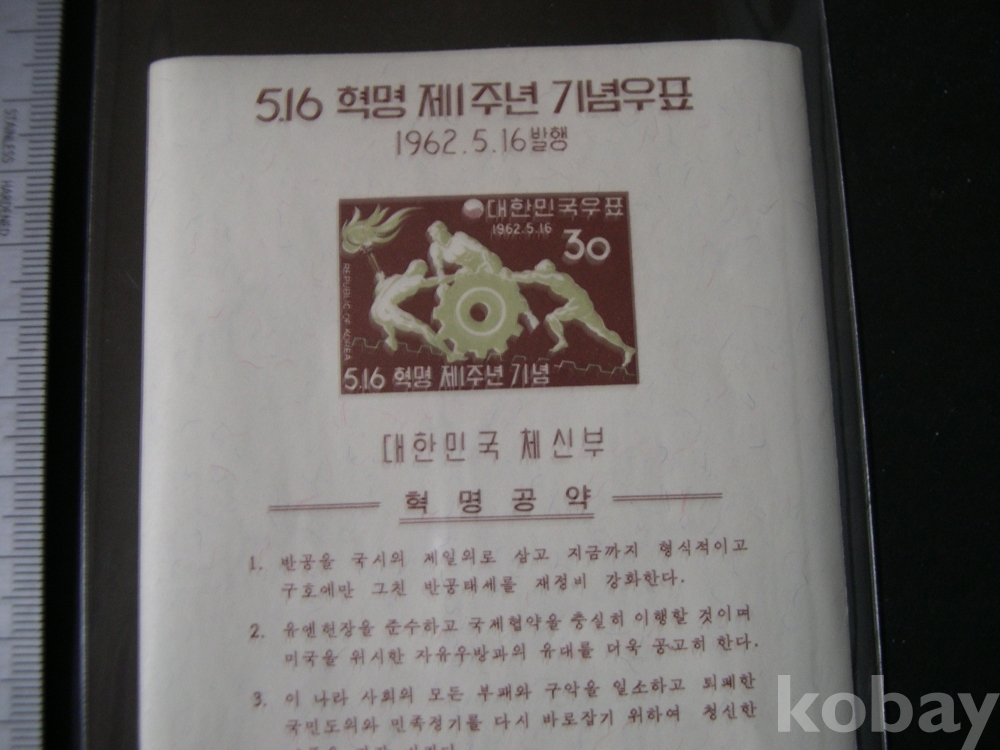 5.16 혁명 제1주년 기념우표
1962.5.16 발행
대한민국우표
1962.5.16
30
REPUBLIC OF KOREA
5.16 혁명 제1주년 기념
대한민국 체신부
혁명공약
1. 반공을 국시의 제일의로 삼고 지금까지 형식적이고
구호에만 그친 반공태세를 재정비 강화한다.
2. 유엔헌장을 준수하고 국제협약을 충실히 이행할 것이며
미국을 위시한 자유우방과의 유대를 더욱 공고히 한다.
3. 이 나라 사회의 모든 부패와 구악을 일소하고 퇴폐한
국민도의와 민족정기를 다시 바로잡기 위하여 청신한
STAINLESS HARDENED
kobay